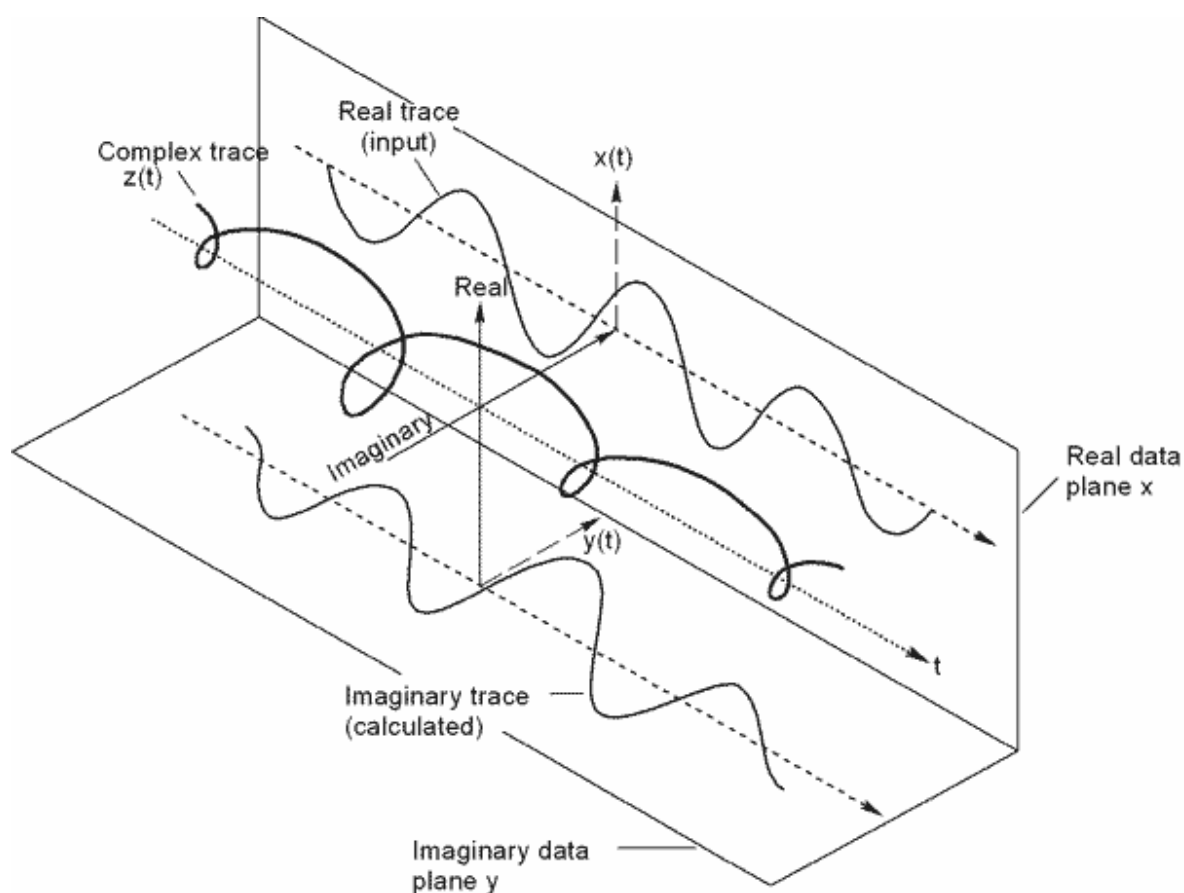 Real trace
(input)
Complex trace
z(t)
x(t)
Real
Imaginary
Real data
plane x
y(t)
t
Imaginary trace
(calculated)
Imaginary data
plane y